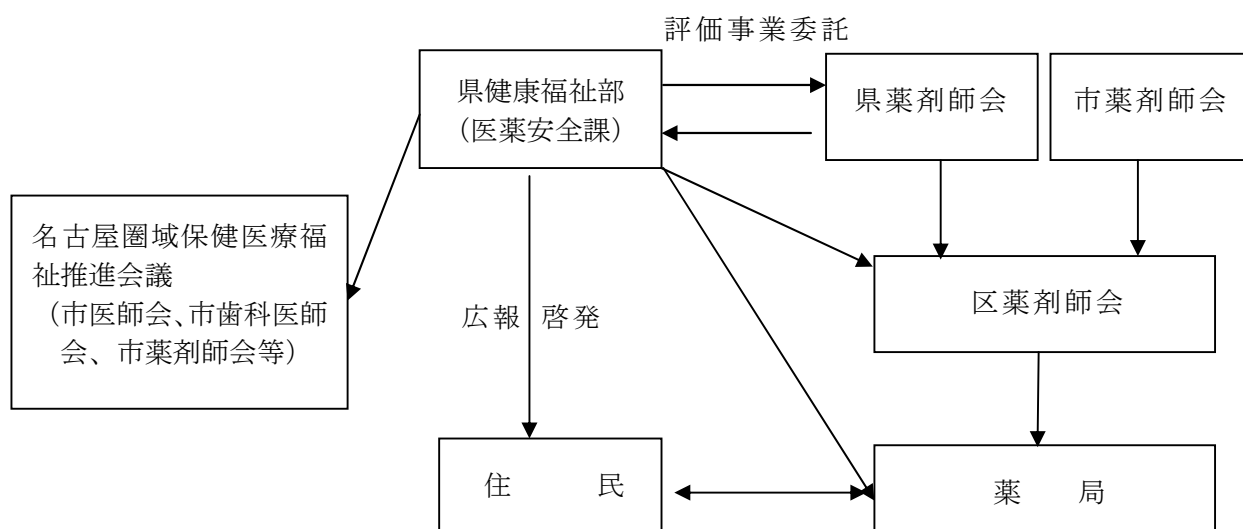 評価事業委託
県健康福祉部
（医薬安全課）
県薬剤師会
市薬剤師会
名古屋圏域保健医療福
祉推進会議
（市医師会、市歯科医師
会、市薬剤師会等）
区薬剤師会
広報 啓発
住 民
薬 局